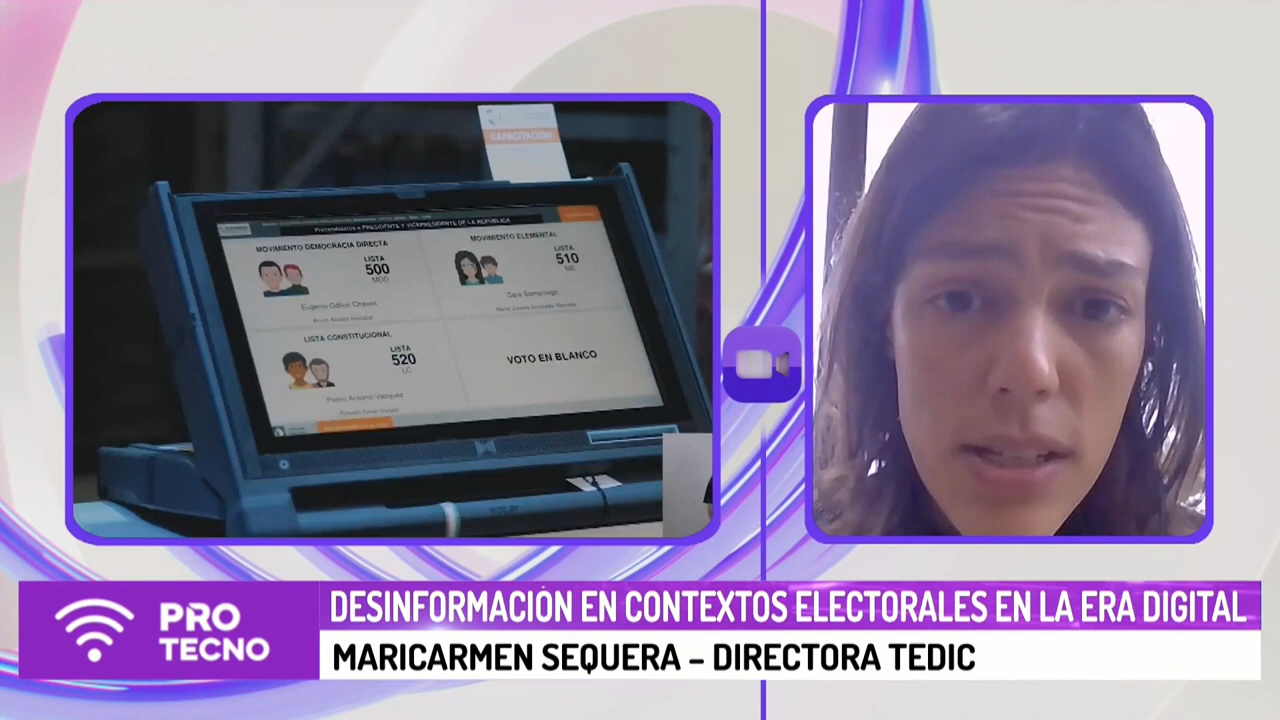 CAPACITACIÓN
Precandidatos a PRESIDENTE Y VICEPRESIDENTE DE LA REPÚBLICA
MOVIMIENTO DEMOCRACIA DIRECTA
LISTA
500
MDD
Eugenio Odilon Chaves
MOVIMIENTO ELEMENTAL
LISTA
510
ME
Sara Samaniego
LISTA CONSTITUCIONAL
LISTA
520
LC
Pedro Antonio Vázquez
VOTO EN BLANCO
PRO
TECNO
DESINFORMACIÓN EN CONTEXTOS ELECTORALES EN LA ERA DIGITAL
MARICARMEN SEQUERA – DIRECTORA TEDIC